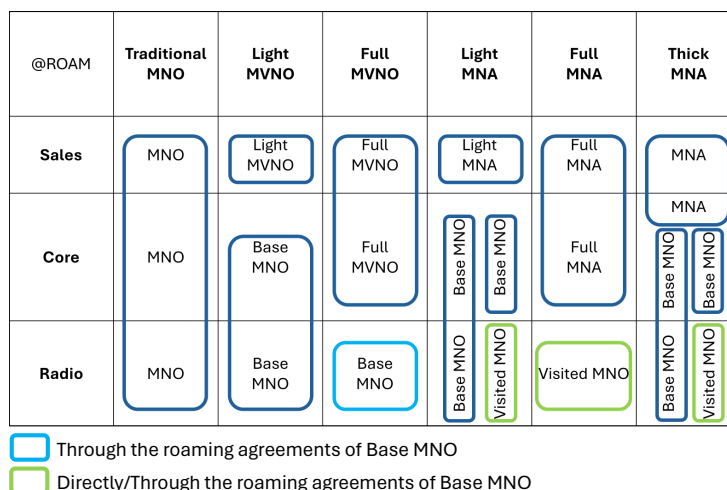 @ROAM
Traditional MNO
Light MVNO
Full MVNO
Light MNA
Full MNA
Thick MNA
Sales
MNO
Light MVNO
Full MVNO
Light MNA
Full MNA
MNA
Core
MNO
Base MNO
Full MVNO
Base MNO
Base MNO
Full MNA
MNA
Base MNO
Base MNO
Radio
MNO
Base MNO
Base MNO
Base MNO
Visited MNO
Visited MNO
Base MNO
Visited MNO
Through the roaming agreements of Base MNO
Directly/Through the roaming agreements of Base MNO